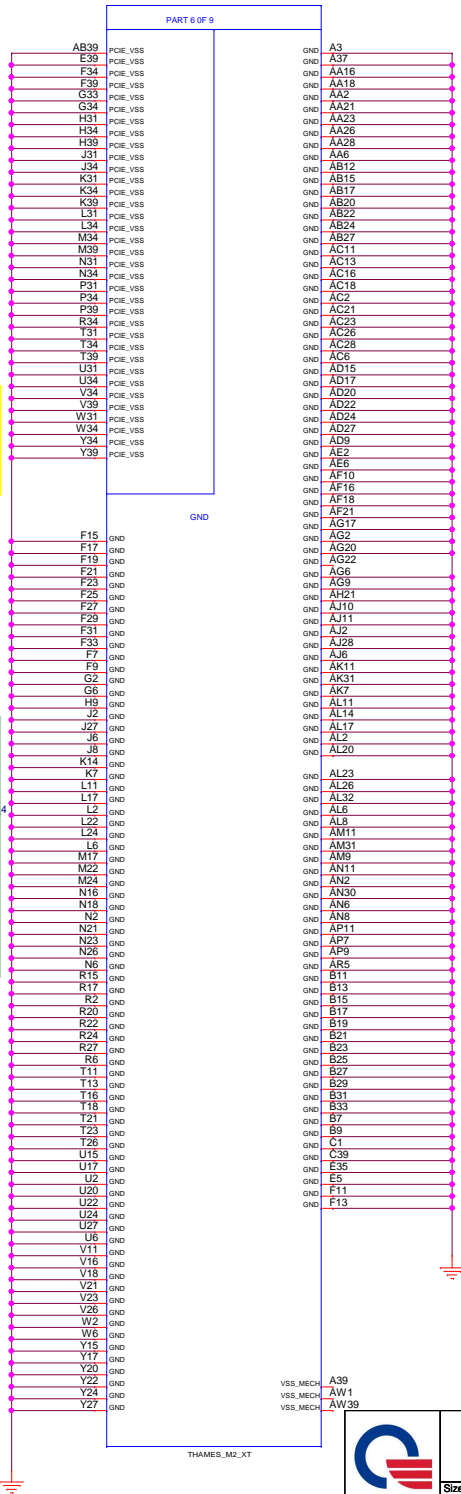 PART 6 0F 9
AB39 PCIE_VSS GND A3
E39 PCIE_VSS GND A37
F34 PCIE_VSS GND AA16
F39 PCIE_VSS GND AA18
G33 PCIE_VSS GND AA2
G34 PCIE_VSS GND AA21
H31 PCIE_VSS GND AA23
H34 PCIE_VSS GND AA26
H39 PCIE_VSS GND AA28
J31 PCIE_VSS GND AA6
J34 PCIE_VSS GND AB12
K31 PCIE_VSS GND AB15
K34 PCIE_VSS GND AB17
K39 PCIE_VSS GND AB20
L31 PCIE_VSS GND AB22
L34 PCIE_VSS GND AB24
M34 PCIE_VSS GND AB27
M39 PCIE_VSS GND AC11
N31 PCIE_VSS GND AC13
N34 PCIE_VSS GND AC16
P31 PCIE_VSS GND AC18
P34 PCIE_VSS GND AC2
P39 PCIE_VSS GND AC21
R34 PCIE_VSS GND AC23
T31 PCIE_VSS GND AC26
T34 PCIE_VSS GND AC28
T39 PCIE_VSS GND AC6
U31 PCIE_VSS GND AD15
U34 PCIE_VSS GND AD17
V34 PCIE_VSS GND AD20
V39 PCIE_VSS GND AD22
W31 PCIE_VSS GND AD24
W34 PCIE_VSS GND AD27
Y34 PCIE_VSS GND AD9
Y39 PCIE_VSS GND AE2
GND AE6
GND AF10
GND AF16
GND AF18
GND AF21
GND
GND AG17
F15 GND GND AG2
F17 GND GND AG20
F19 GND GND AG22
F21 GND GND AG6
F23 GND GND AG9
F25 GND GND AH21
F27 GND GND AJ10
F29 GND GND AJ11
F31 GND GND AJ2
F33 GND GND AJ28
F7 GND GND AJ6
F9 GND GND AK11
G2 GND GND AK31
G6 GND GND AK7
H9 GND GND AL11
J2 GND GND AL14
J27 GND GND AL17
J6 GND GND AL2
J8 GND GND AL20
K14 GND
K7 GND GND AL23
L11 GND GND AL26
L17 GND GND AL32
L2 GND GND AL6
L22 GND GND AL8
L24 GND GND AM11
L6 GND GND AM31
M17 GND GND AM9
M22 GND GND AN11
M24 GND GND AN2
N16 GND GND AN30
N18 GND GND AN6
N2 GND GND AN8
N21 GND GND AP11
N23 GND GND AP7
N26 GND GND AP9
N6 GND GND AR5
R15 GND GND B11
R17 GND GND B13
R2 GND GND B15
R20 GND GND B17
R22 GND GND B19
R24 GND GND B21
R27 GND GND B23
R6 GND GND B25
T11 GND GND B27
T13 GND GND B29
T16 GND GND B31
T18 GND GND B33
T21 GND GND B7
T23 GND GND B9
T26 GND GND C1
U15 GND GND C39
U17 GND GND E35
U2 GND GND E5
U20 GND GND F11
U22 GND GND F13
U24 GND
U27 GND
U6 GND
V11 GND
V16 GND
V18 GND
V21 GND
V23 GND
V26 GND
W2 GND
W6 GND
Y15 GND
Y17 GND
Y20 GND
Y22 GND VSS_MECH A39
Y24 GND VSS_MECH AW1
Y27 GND VSS_MECH AW39
THAMES_M2_XT
4
Size